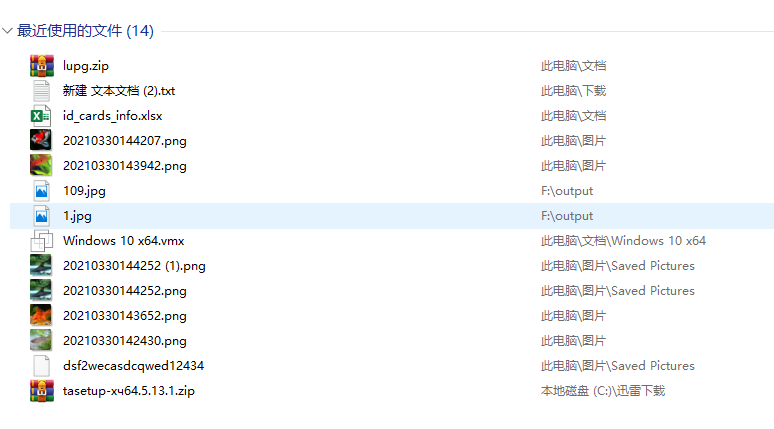 最近使用的文件 (14)
lupg.zip 此电脑\文档
新建 文本文档 (2).txt 此电脑\下载
id_cards_info.xlsx 此电脑\文档
20210330144207.png 此电脑\图片
20210330143942.png 此电脑\图片
109.jpg F:\output
1.jpg F:\output
Windows 10 x64.vmx 此电脑\文档\Windows 10 x64
20210330144252 (1).png 此电脑\图片\Saved Pictures
20210330144252.png 此电脑\图片\Saved Pictures
20210330143652.png 此电脑\图片
20210330142430.png 此电脑\图片
dsf2wecasdcqwed12434 此电脑\图片\Saved Pictures
tasetup-xч64.5.13.1.zip 本地磁盘 (C:)\迅雷下载